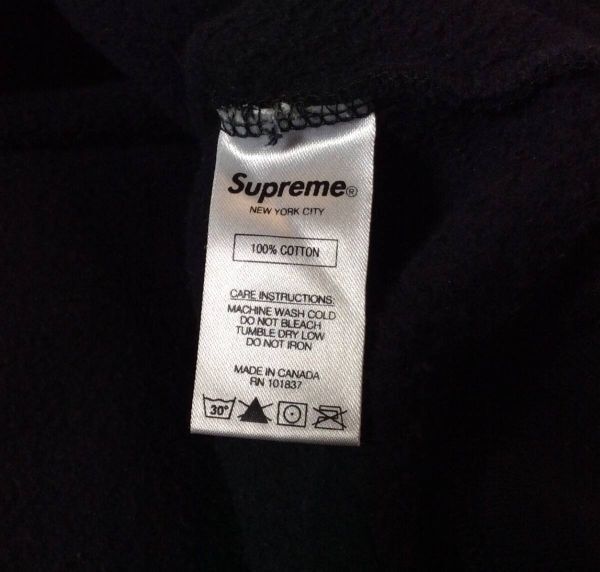 Supreme®
NEW YORK CITY
100% COTTON
CARE INSTRUCTIONS:
MACHINE WASH COLD
DO NOT BLEACH
TUMBLE DRY LOW
DO NOT IRON
MADE IN CANADA
RN 101837
30°